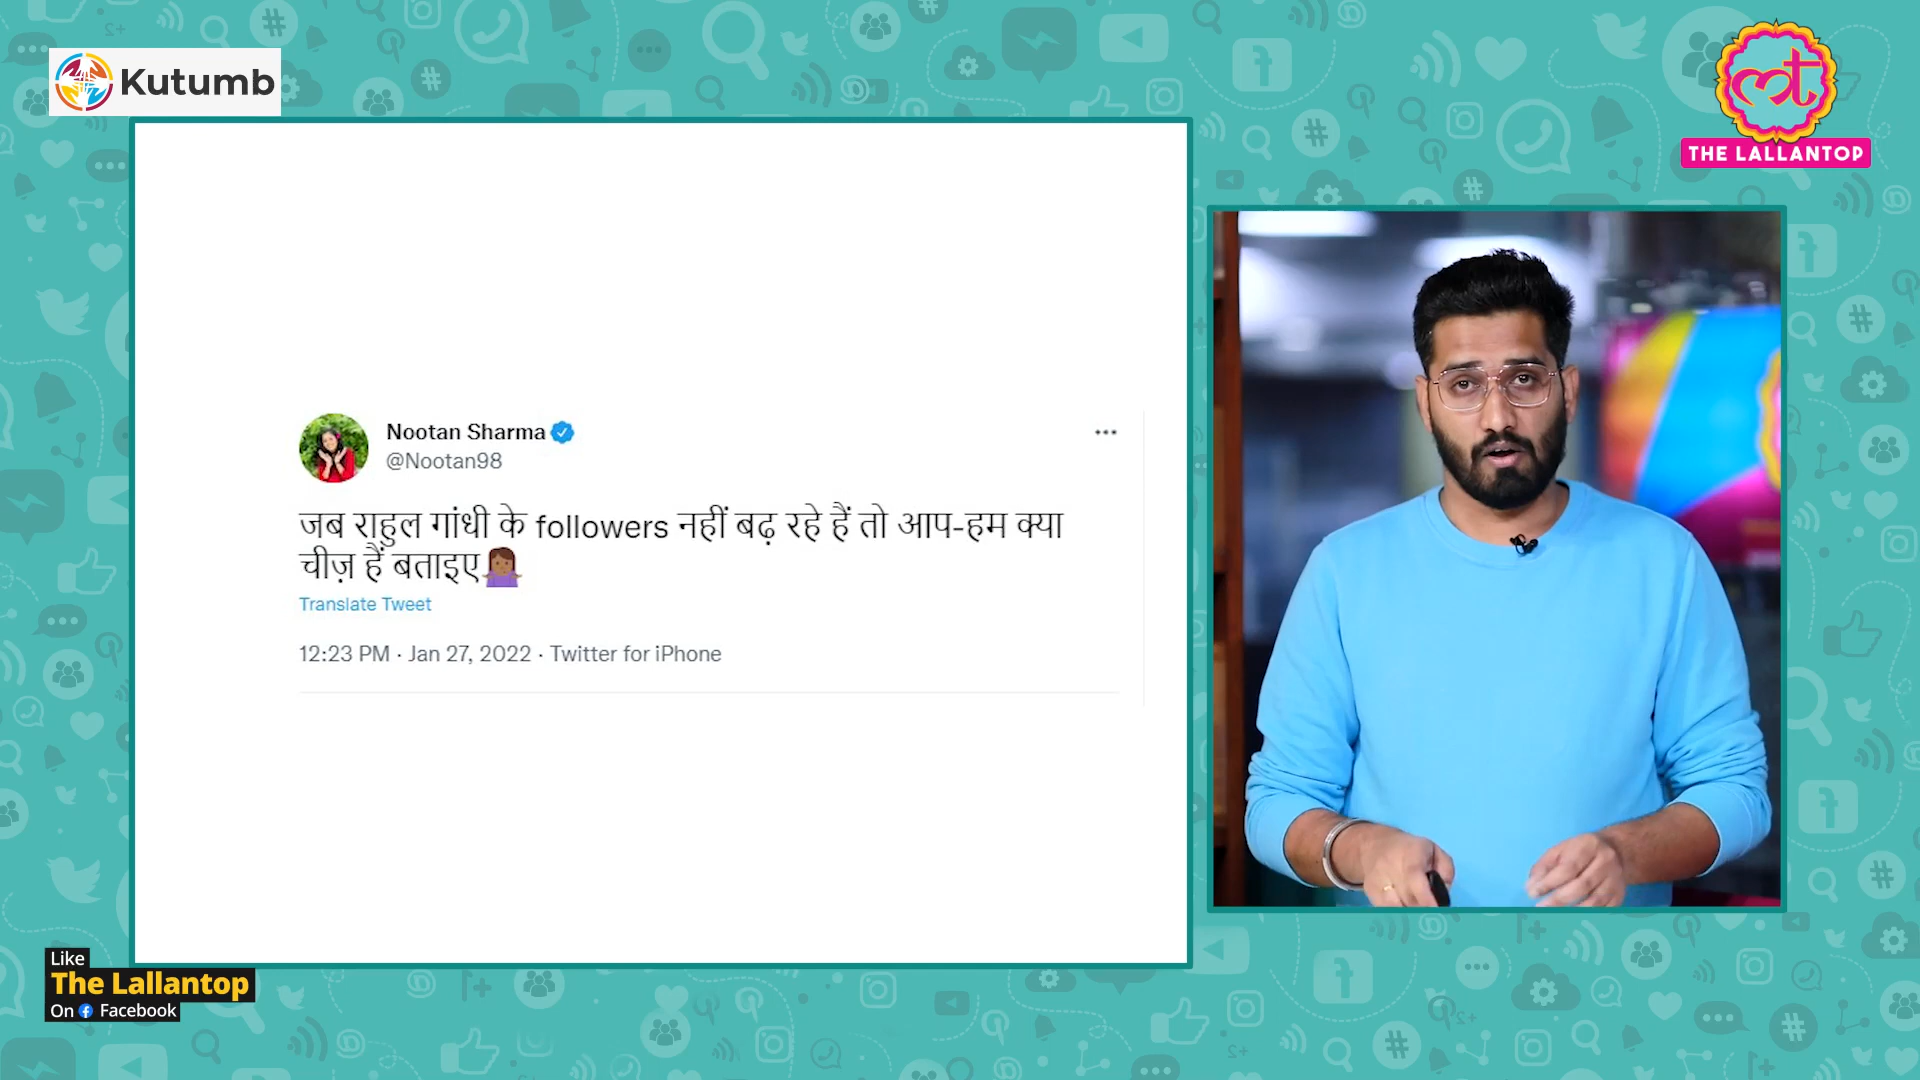 Kutumb
THE LALLANTOP
Nootan Sharma
@Nootan98
जब राहुल गांधी के followers नहीं बढ़ रहे हैं तो आप-हम क्या
चीज़ हैं बताइए🤷🏾‍♀️
Translate Tweet
12:23 PM · Jan 27, 2022 · Twitter for iPhone
Like
The Lallantop
On Facebook